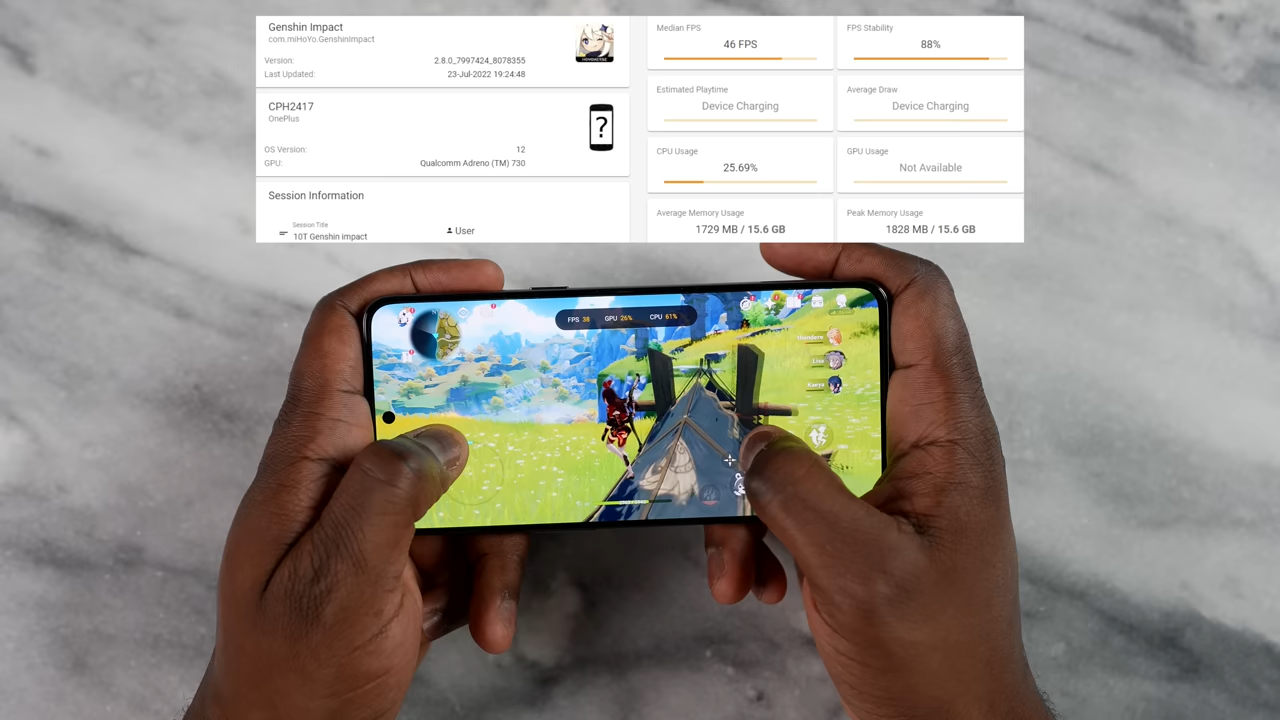 Genshin Impact
com.miHoYo.GenshinImpact
Version: 2.8.0_7997424_8078355
Last Updated: 23-Jul-2022 19:24:48
CPH2417
OnePlus
?
OS Version: 12
GPU: Qualcomm Adreno (TM) 730
Session Information
Session Title
10T Genshin impact
User
Median FPS
46 FPS
FPS Stability
88%
Estimated Playtime
Device Charging
Average Draw
Device Charging
CPU Usage
25.69%
GPU Usage
Not Available
Average Memory Usage
1729 MB / 15.6 GB
Peak Memory Usage
1828 MB / 15.6 GB
FPS 38 GPU 26% CPU 61%
Lisa
Kaeya